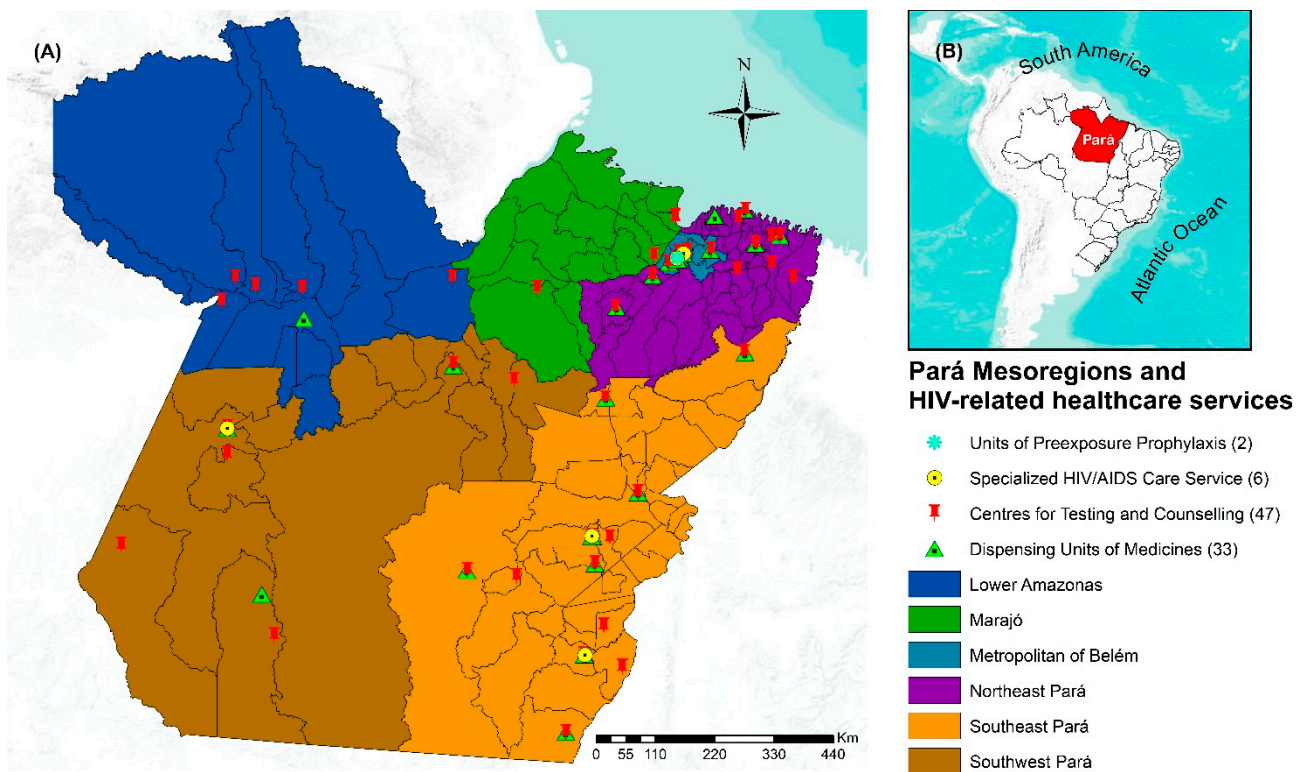 (A)
N
Km
0 55 110 220 330 440
(B)
South America
Pará
Atlantic Ocean
Pará Mesoregions and
HIV-related healthcare services
Units of Preexposure Prophylaxis (2)
Specialized HIV/AIDS Care Service (6)
Centres for Testing and Counselling (47)
Dispensing Units of Medicines (33)
Lower Amazonas
Marajó
Metropolitan of Belém
Northeast Pará
Southeast Pará
Southwest Pará